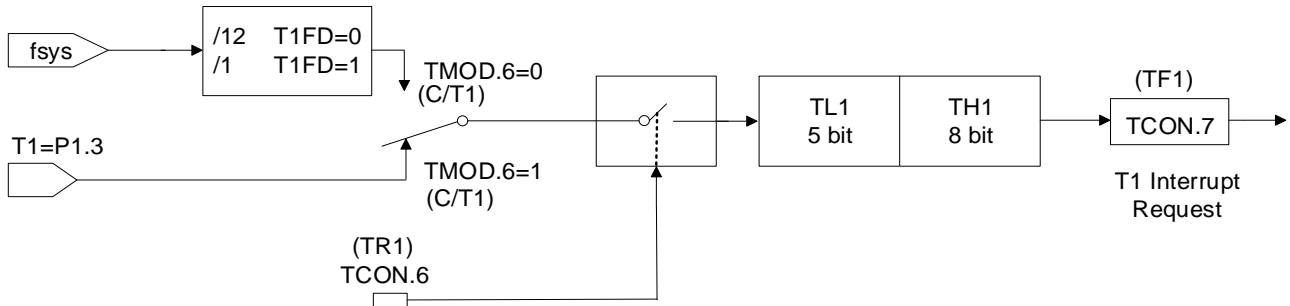 fsys
/12 T1FD=0
/1 T1FD=1
TMOD.6=0
(C/T1)
T1=P1.3
TMOD.6=1
(C/T1)
(TR1)
TCON.6
TL1
5 bit
TH1
8 bit
(TF1)
TCON.7
T1 Interrupt
Request